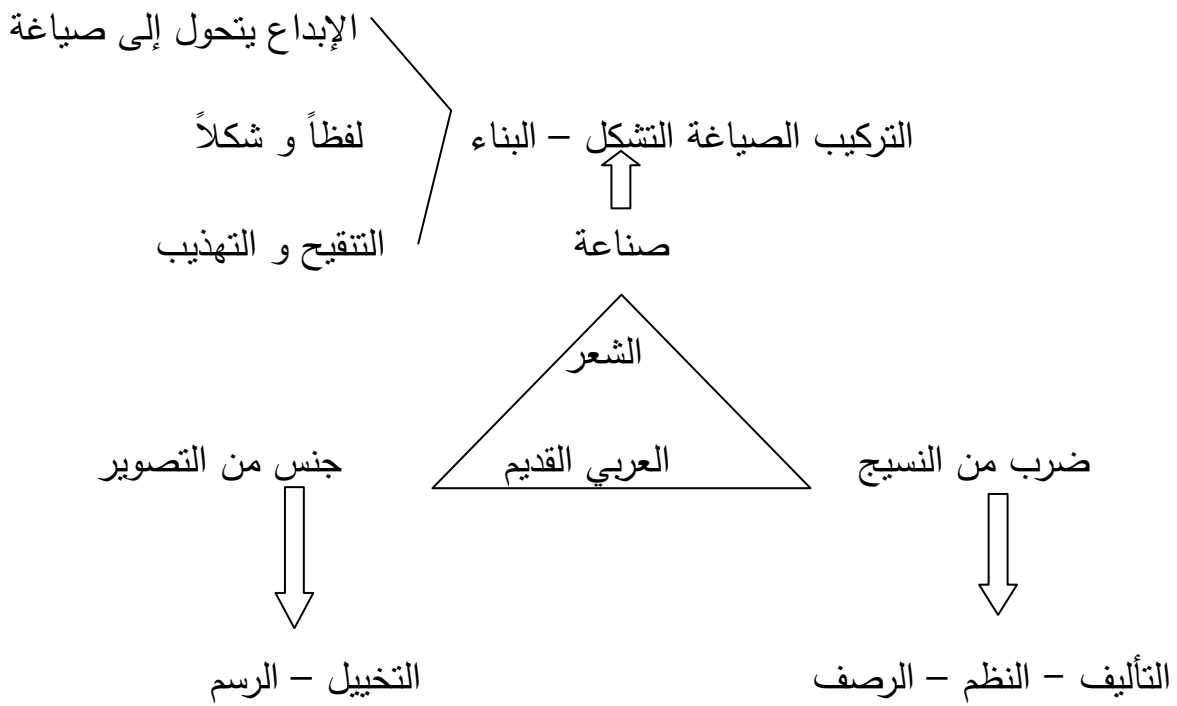 الإبداع يتحول إلى صياغة
التركيب الصياغة التشكل – البناء
لفظاً و شكلاً
صناعة
التنقيح و التهذيب
الشعر
العربي القديم
ضرب من النسيج
جنس من التصوير
التأليف – النظم – الرصف
التخييل – الرسم